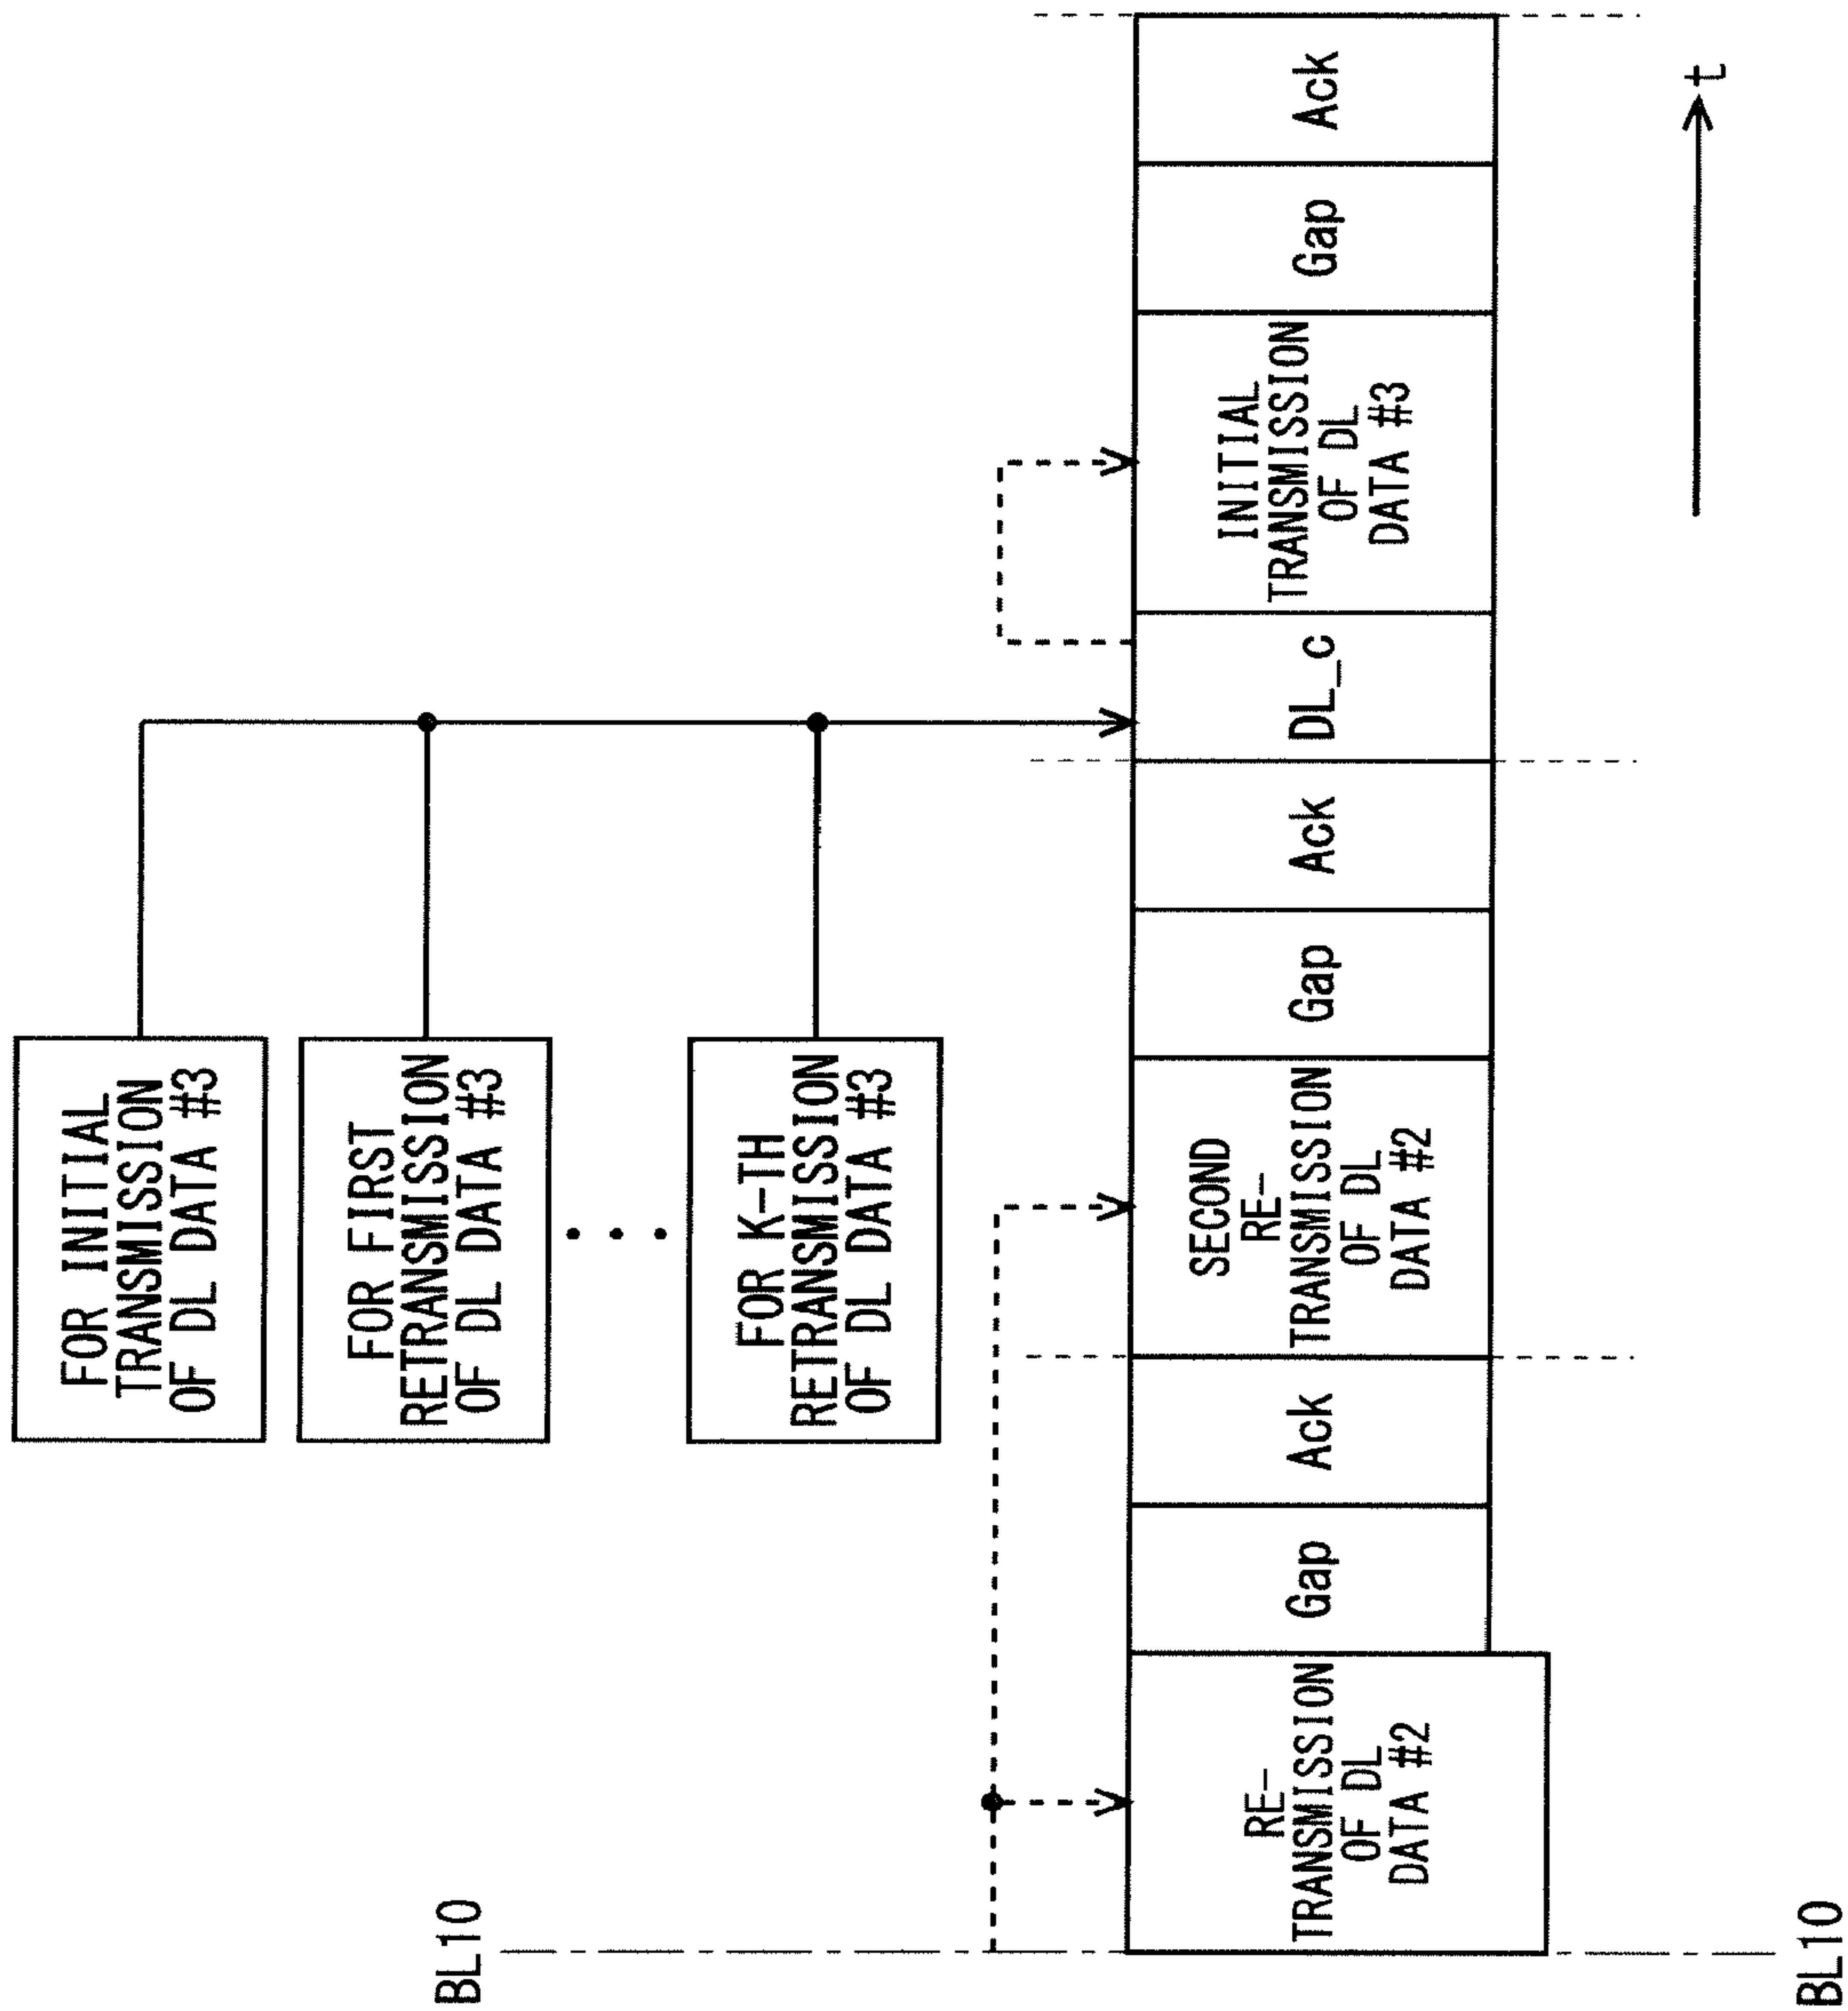 FOR INITIAL
TRANSMISSION
OF DL DATA #3
FOR FIRST
RETRANSMISSION
OF DL DATA #3
FOR K-TH
RETRANSMISSION
OF DL DATA #3
BL10
RE-
TRANSMISSION
OF DL
DATA #2
Gap
Ack
SECOND
RE-
TRANSMISSION
OF DL
DATA #2
Gap
Ack
DL_c
INITIAL
TRANSMISSION
OF DL
DATA #3
Gap
Ack
t
BL10